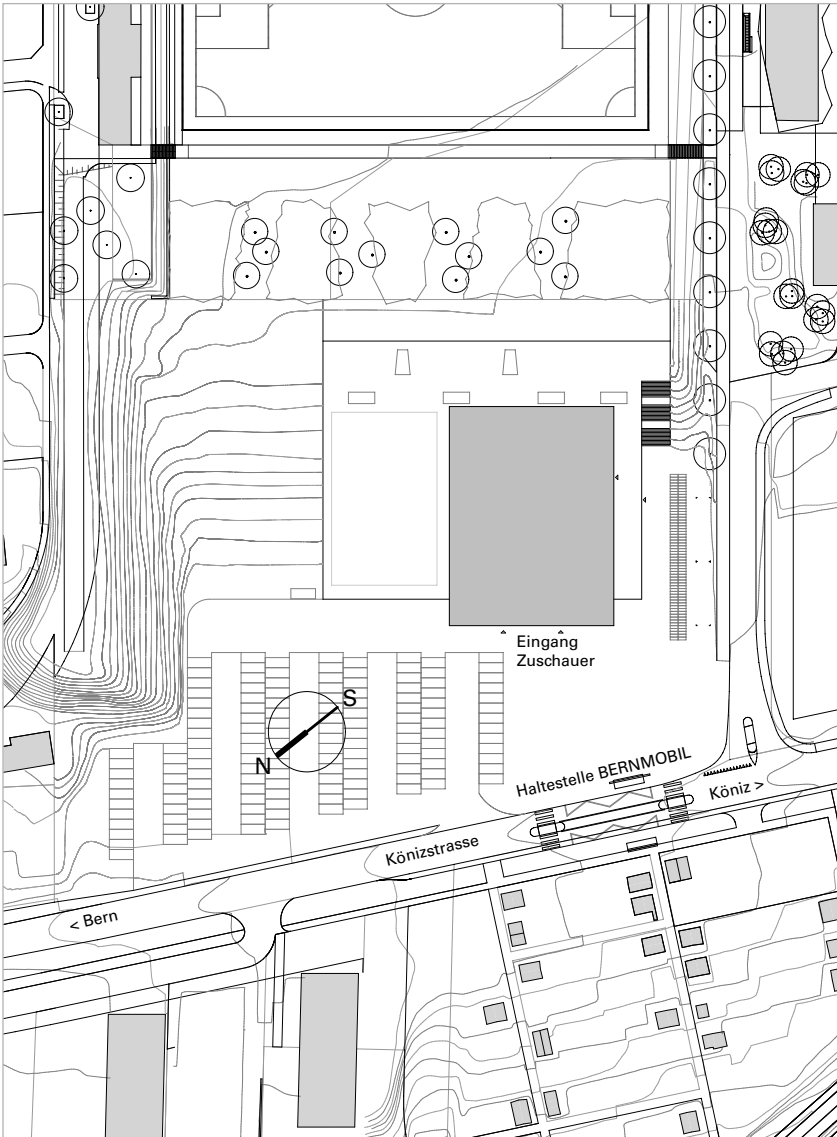 Eingang
Zuschauer
S
N
Haltestelle BERNMOBIL
Köniz >
Könizstrasse
< Bern